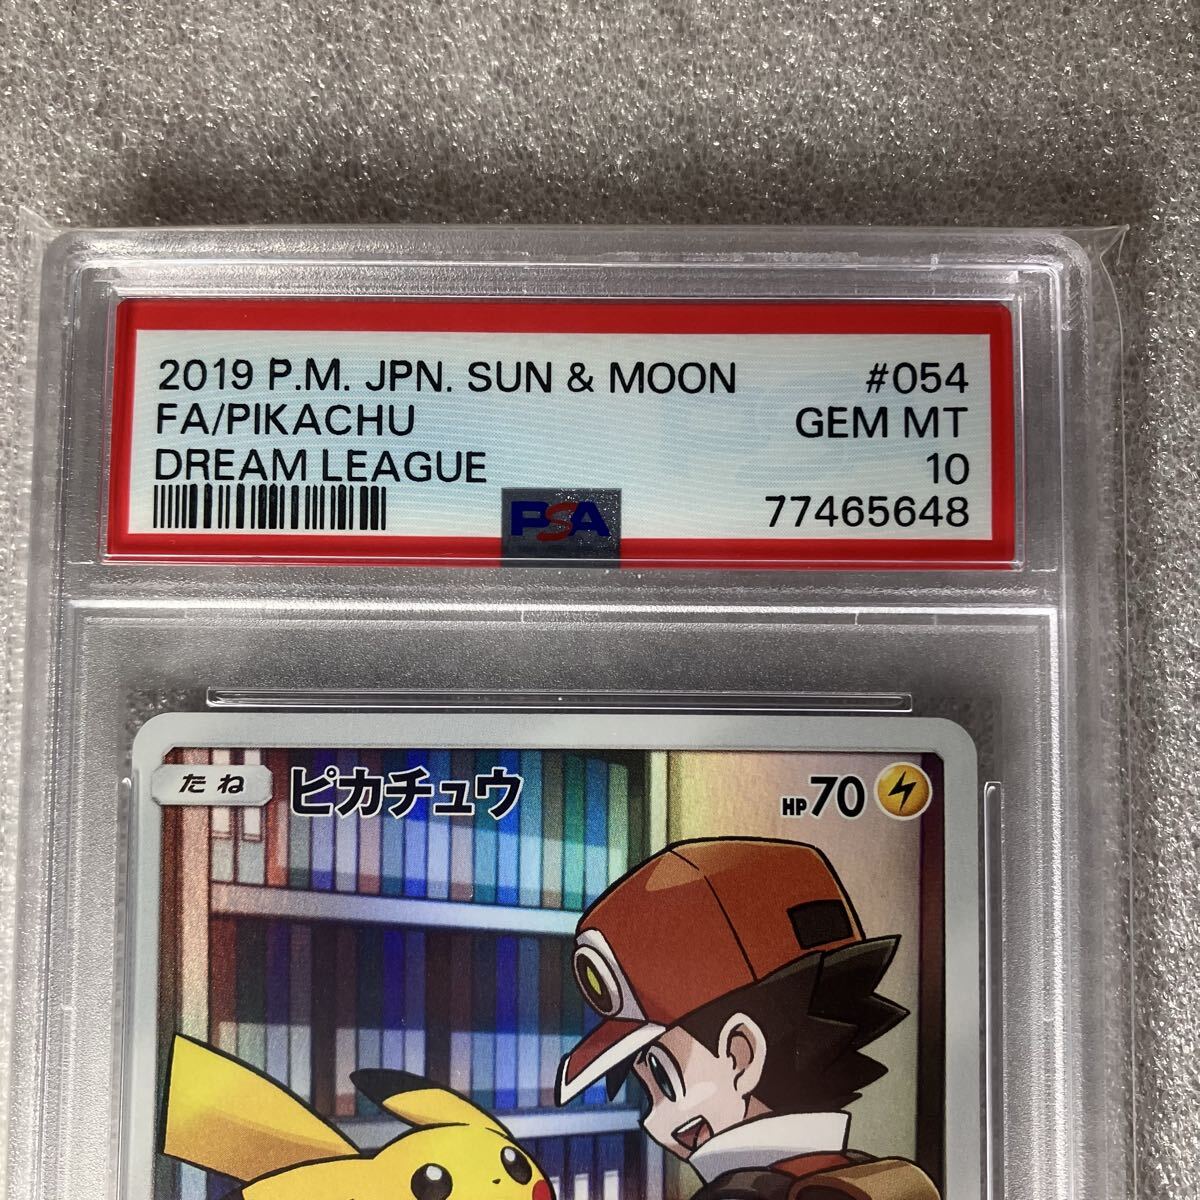 2019 P.M. JPN. SUN & MOON #054
FA/PIKACHU GEM MT
DREAM LEAGUE 10
PSA 77465648
たね ピカチュウ HP70